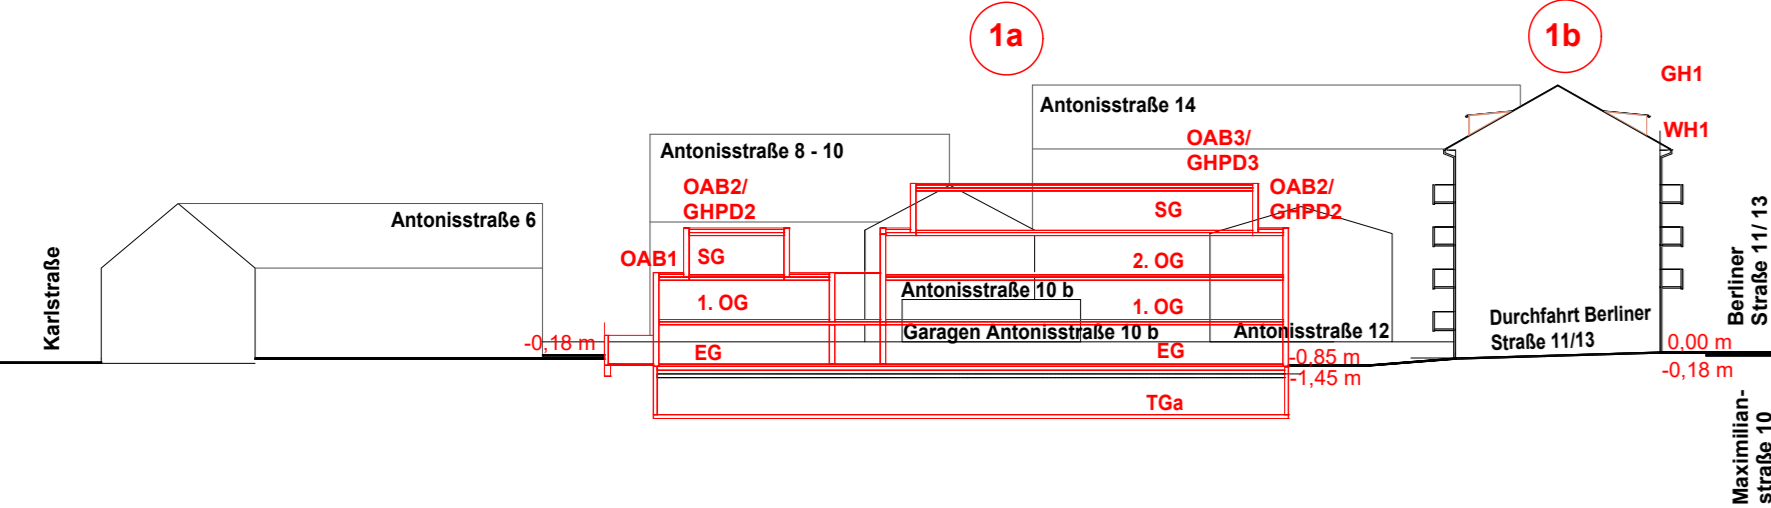 1a
1b
GH1
Antonisstraße 14
WH1
OAB3/
GHPD3
Antonisstraße 8 - 10
OAB2/
GHPD2
OAB2/
GHPD2
SG
Antonisstraße 6
Karlstraße
OAB1
SG
2. OG
Antonisstraße 10 b
1. OG
1. OG
Garagen Antonisstraße 10 b
Antonisstraße 12
Durchfahrt Berliner
Straße 11/13
Berliner
Straße 11/ 13
-0,18 m
EG
EG
-0,85 m
0,00 m
-0,18 m
-1,45 m
TGa
Maximilian-
straße 10